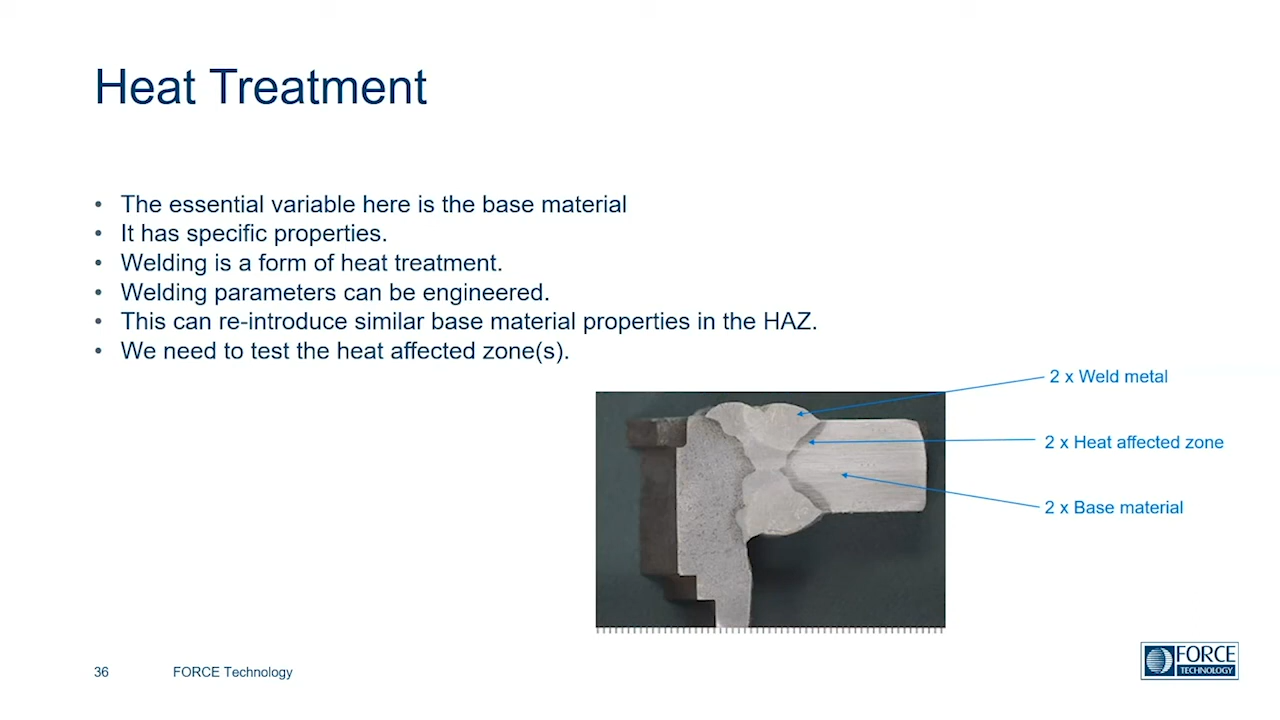 Heat Treatment
• The essential variable here is the base material
• It has specific properties.
• Welding is a form of heat treatment.
• Welding parameters can be engineered.
• This can re-introduce similar base material properties in the HAZ.
• We need to test the heat affected zone(s).
2 x Weld metal
2 x Heat affected zone
2 x Base material
36 FORCE Technology
FORCE
TECHNOLOGY